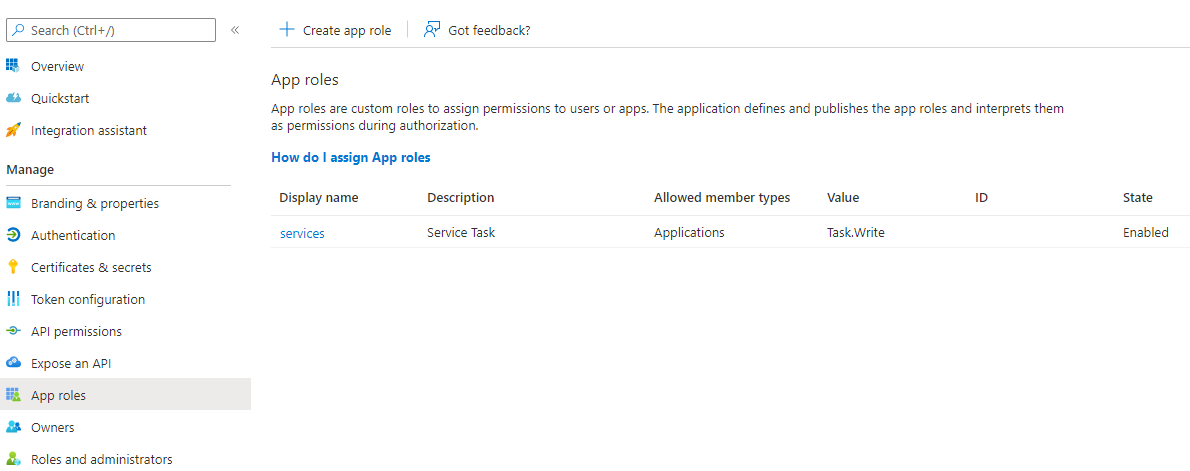 Search (Ctrl+/)
«
Overview
Quickstart
Integration assistant
Manage
Branding & properties
Authentication
Certificates & secrets
Token configuration
API permissions
Expose an API
App roles
Owners
Roles and administrators
Create app role
Got feedback?
App roles
App roles are custom roles to assign permissions to users or apps. The application defines and publishes the app roles and interprets them
as permissions during authorization.
How do I assign App roles
Display name Description Allowed member types Value ID State
services Service Task Applications Task.Write Enabled